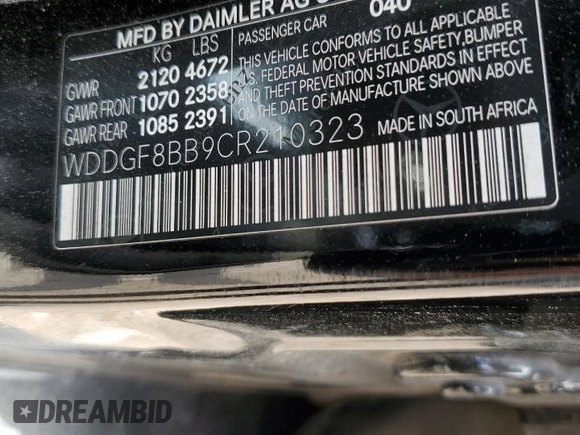 MFD BY DAIMLER AG
KG LBS
PASSENGER CAR 040
GVWR 2120 4672
GAWR FRONT 1070 2358
GAWR REAR 1085 2391
THIS VEHICLE CONFORMS TO ALL APPLICABLE
U.S. FEDERAL MOTOR VEHICLE SAFETY, BUMPER
AND THEFT PREVENTION STANDARDS IN EFFECT
ON THE DATE OF MANUFACTURE SHOWN ABOVE.
WDDGF8BB9CR210323 MADE IN SOUTH AFRICA
DREAMBID